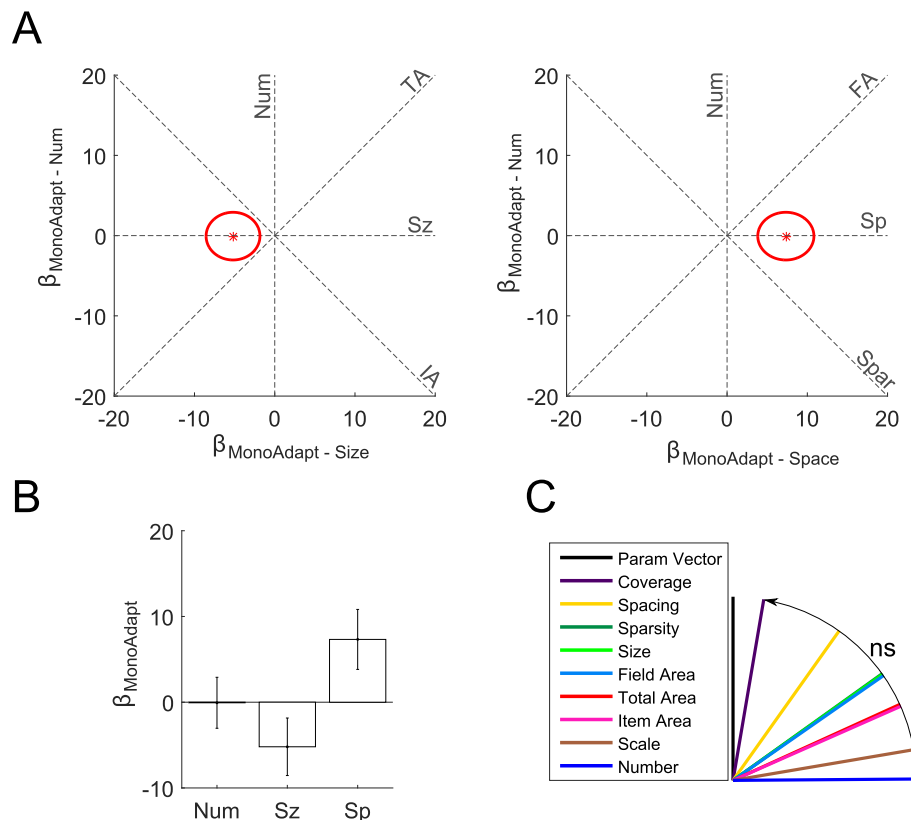 A
20
10
0
-10
-20
-20
-10
0
10
20
β MonoAdapt - Num
β MonoAdapt - Size
Num
TA
Sz
IA
20
10
0
-10
-20
-20
-10
0
10
20
β MonoAdapt - Num
β MonoAdapt - Space
Num
FA
Sp
Spar
B
20
10
0
-10
β MonoAdapt
Num
Sz
Sp
C
Param Vector
Coverage
Spacing
Sparsity
Size
Field Area
Total Area
Item Area
Scale
Number
ns